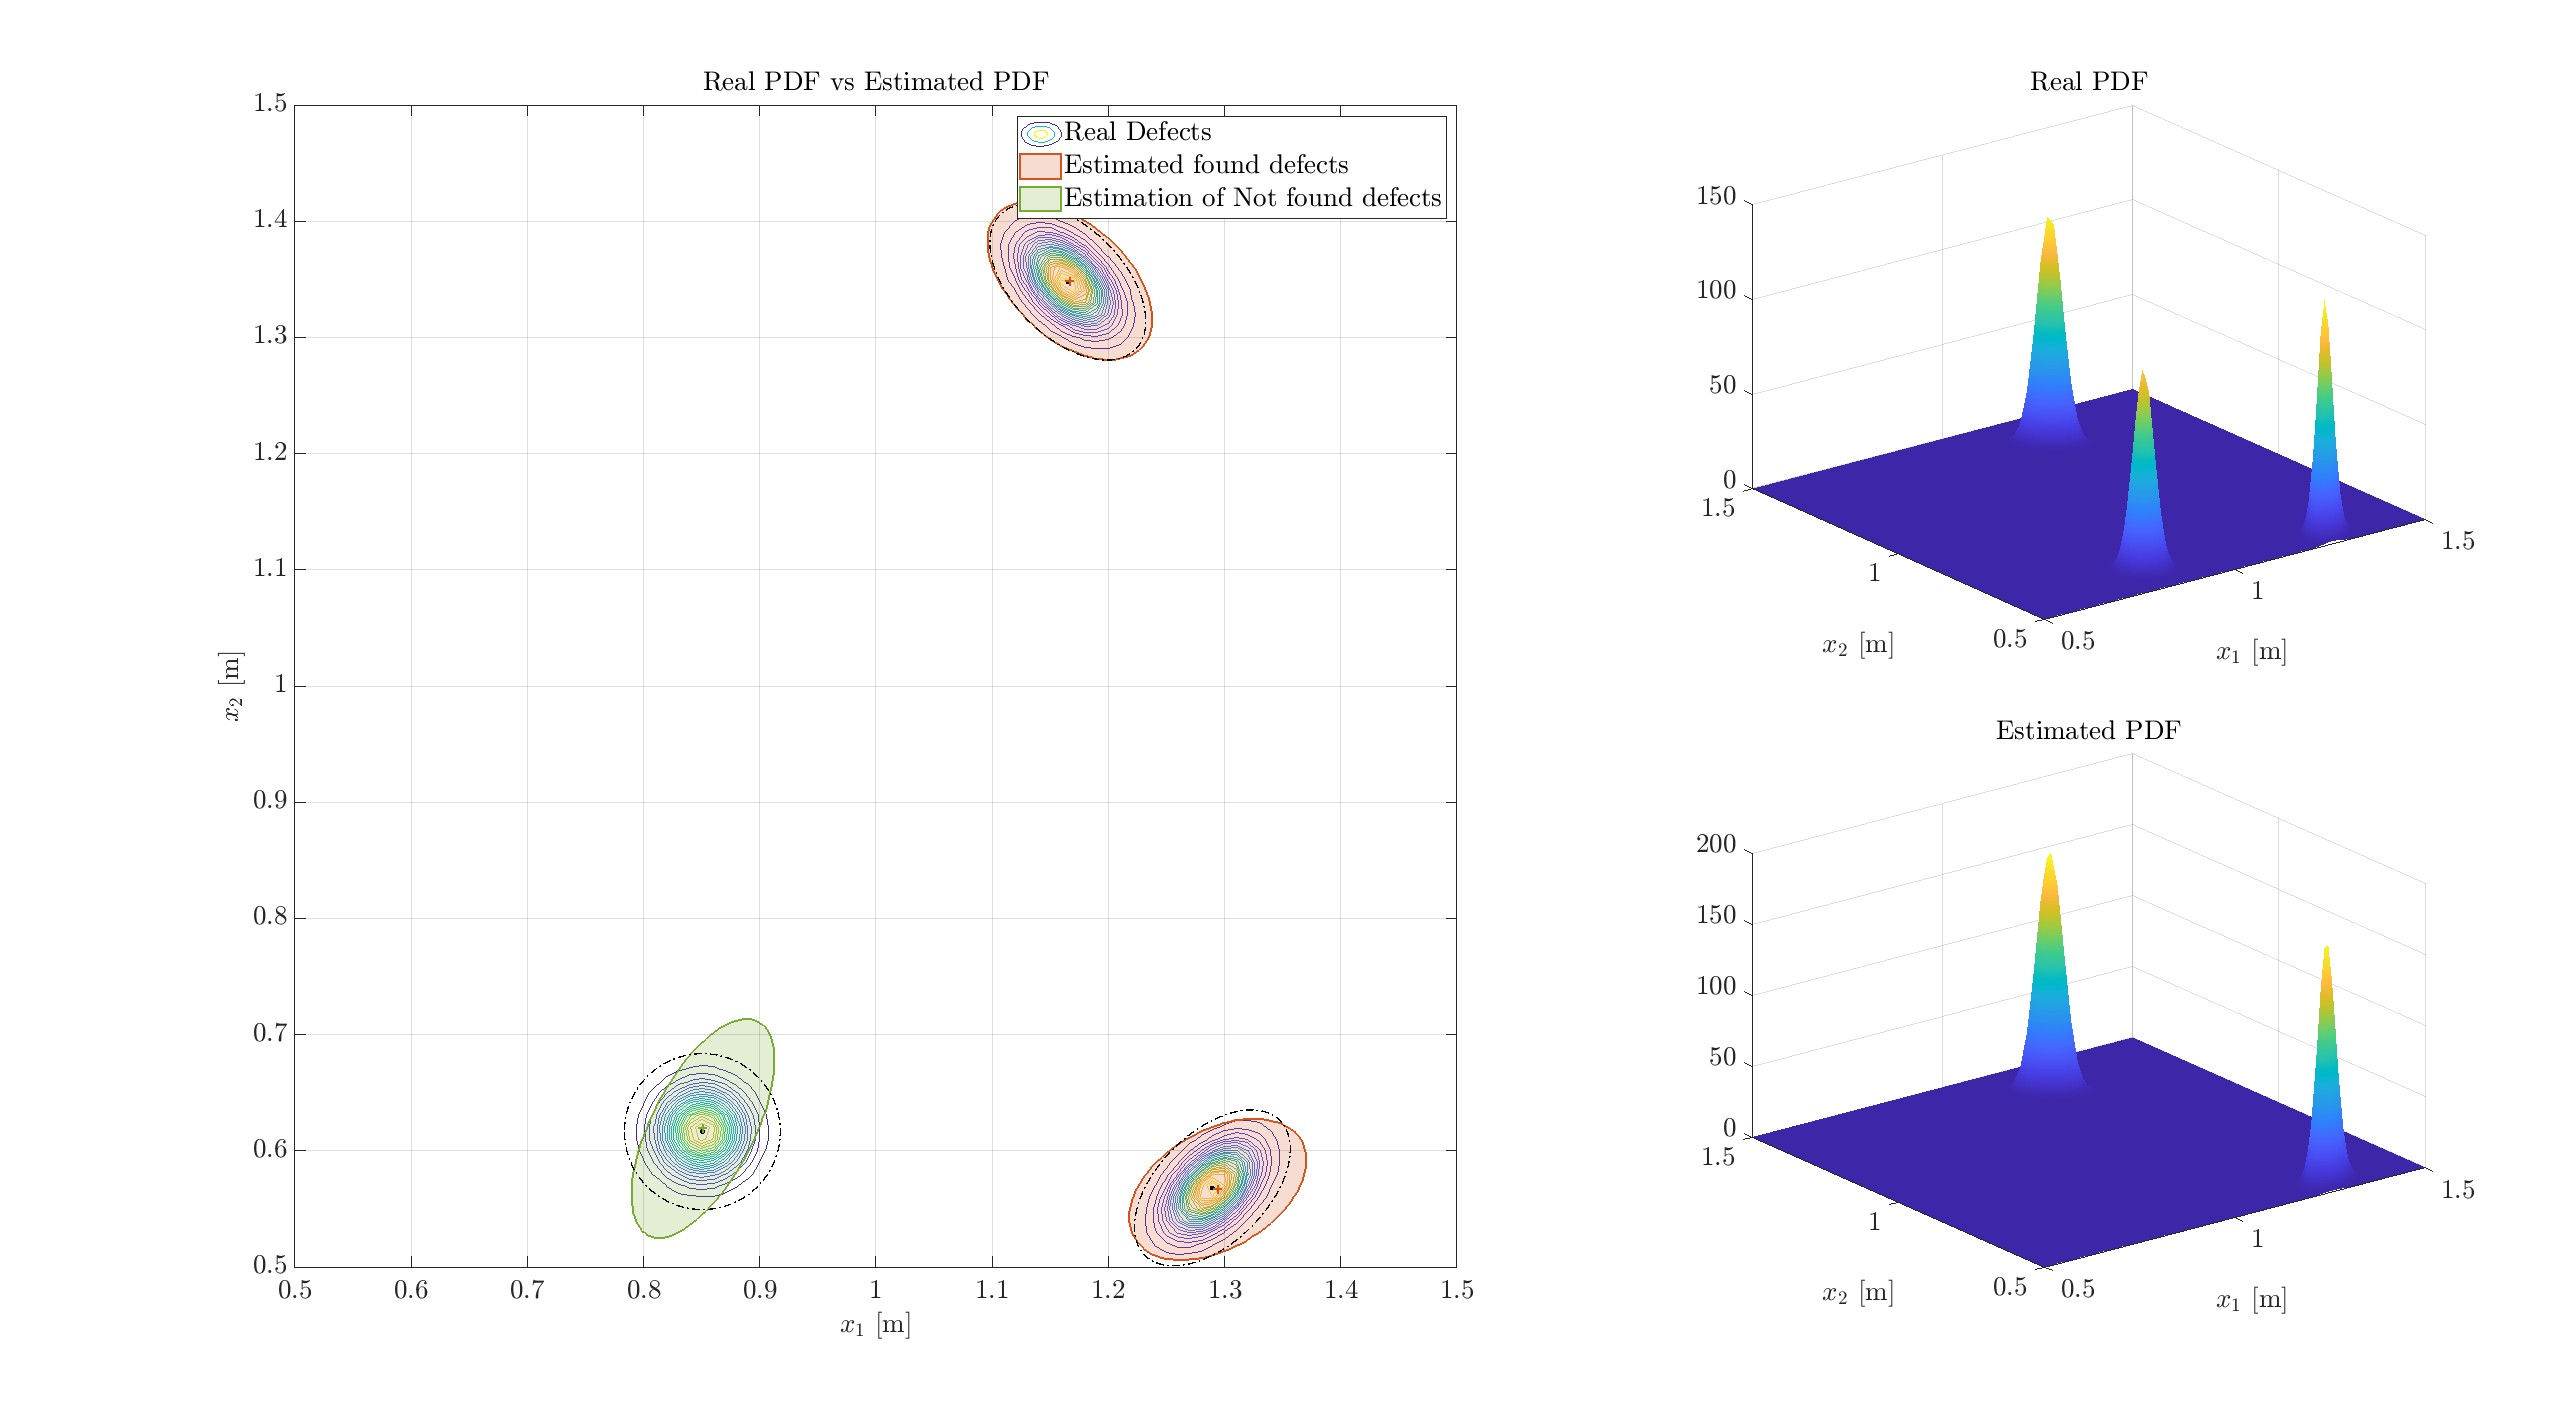 Real PDF vs Estimated PDF
Real Defects
Estimated found defects
Estimation of Not found defects
1.5
1.4
1.3
1.2
1.1
1
0.9
0.8
0.7
0.6
0.5
x₂ [m]
0.5 0.6 0.7 0.8 0.9 1 1.1 1.2 1.3 1.4 1.5
x₁ [m]
Real PDF
150
100
50
0
1.5
1
0.5
x₂ [m]
0.5
1
1.5
x₁ [m]
Estimated PDF
200
150
100
50
0
1.5
1
0.5
x₂ [m]
0.5
1
1.5
x₁ [m]